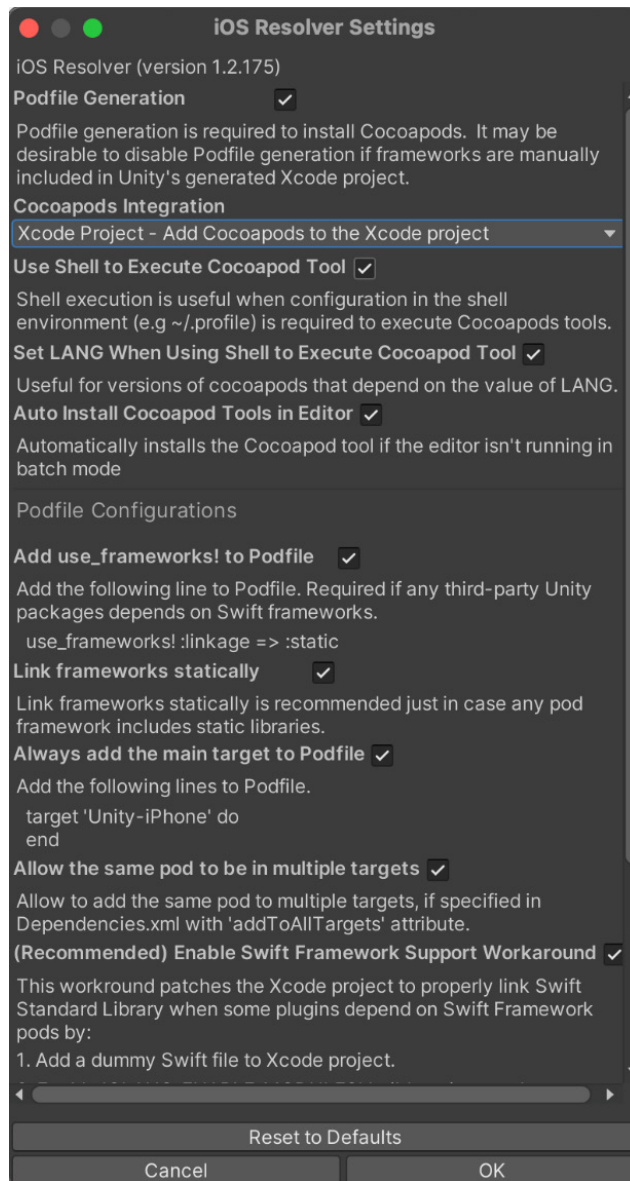 iOS Resolver Settings
iOS Resolver (version 1.2.175)
Podfile Generation
Podfile generation is required to install Cocoapods.  It may be
desirable to disable Podfile generation if frameworks are manually
included in Unity's generated Xcode project.
Cocoapods Integration
Xcode Project - Add Cocoapods to the Xcode project
Use Shell to Execute Cocoapod Tool
Shell execution is useful when configuration in the shell
environment (e.g ~/.profile) is required to execute Cocoapods tools.
Set LANG When Using Shell to Execute Cocoapod Tool
Useful for versions of cocoapods that depend on the value of LANG.
Auto Install Cocoapod Tools in Editor
Automatically installs the Cocoapod tool if the editor isn't running in
batch mode
Podfile Configurations
Add use_frameworks! to Podfile
Add the following line to Podfile. Required if any third-party Unity
packages depends on Swift frameworks.
use_frameworks! :linkage => :static
Link frameworks statically
Link frameworks statically is recommended just in case any pod
framework includes static libraries.
Always add the main target to Podfile
Add the following lines to Podfile.
target 'Unity-iPhone' do
end
Allow the same pod to be in multiple targets
Allow to add the same pod to multiple targets, if specified in
Dependencies.xml with 'addToAllTargets' attribute.
(Recommended) Enable Swift Framework Support Workaround
This workround patches the Xcode project to properly link Swift
Standard Library when some plugins depend on Swift Framework
pods by:
1. Add a dummy Swift file to Xcode project.
Reset to Defaults
Cancel
OK